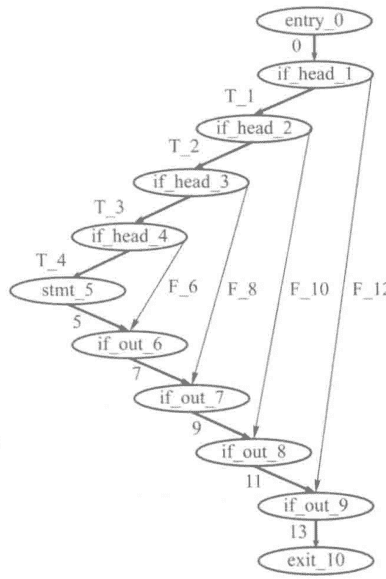 entry_0
0
if_head_1
T_1
if_head_2
T_2
if_head_3
T_3
if_head_4
T_4
stmt_5
F_6
F_8
F_10
F_12
5
if_out_6
7
if_out_7
9
if_out_8
11
if_out_9
13
exit_10